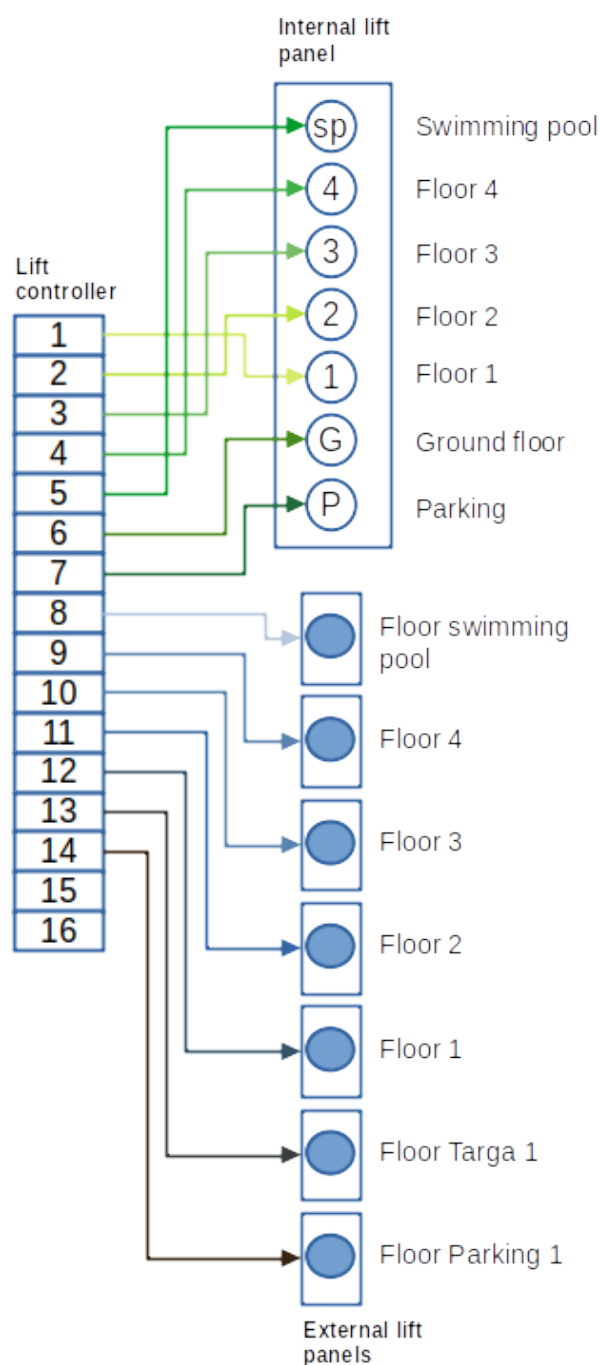 Internal lift
panel
sp
Swimming pool
4
Floor 4
3
Floor 3
2
Floor 2
1
Floor 1
G
Ground floor
P
Parking
Lift
controller
1
2
3
4
5
6
7
8
9
10
11
12
13
14
15
16
Floor swimming
pool
Floor 4
Floor 3
Floor 2
Floor 1
Floor Targa 1
Floor Parking 1
External lift
panels